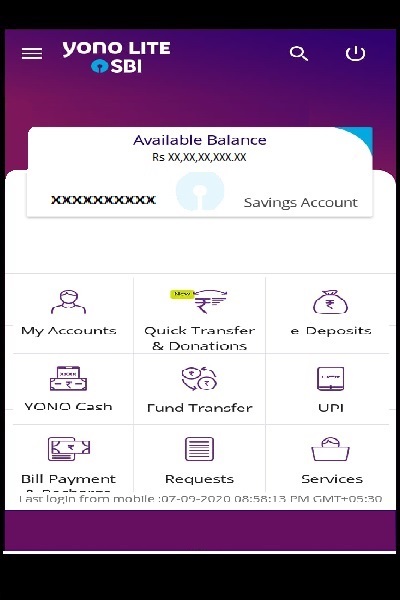 yono LITE
SBI
Available Balance
Rs XX,XX,XX,XXX.XX
XXXXXXXXXX
Savings Account
New
My Accounts
Quick Transfer
& Donations
e-Deposits
YONO Cash
Fund Transfer
UPI
Bill Payment
& Recharge
Requests
Services
Last login from mobile :07-09-2020 08:58:13 PM GMT+05:30